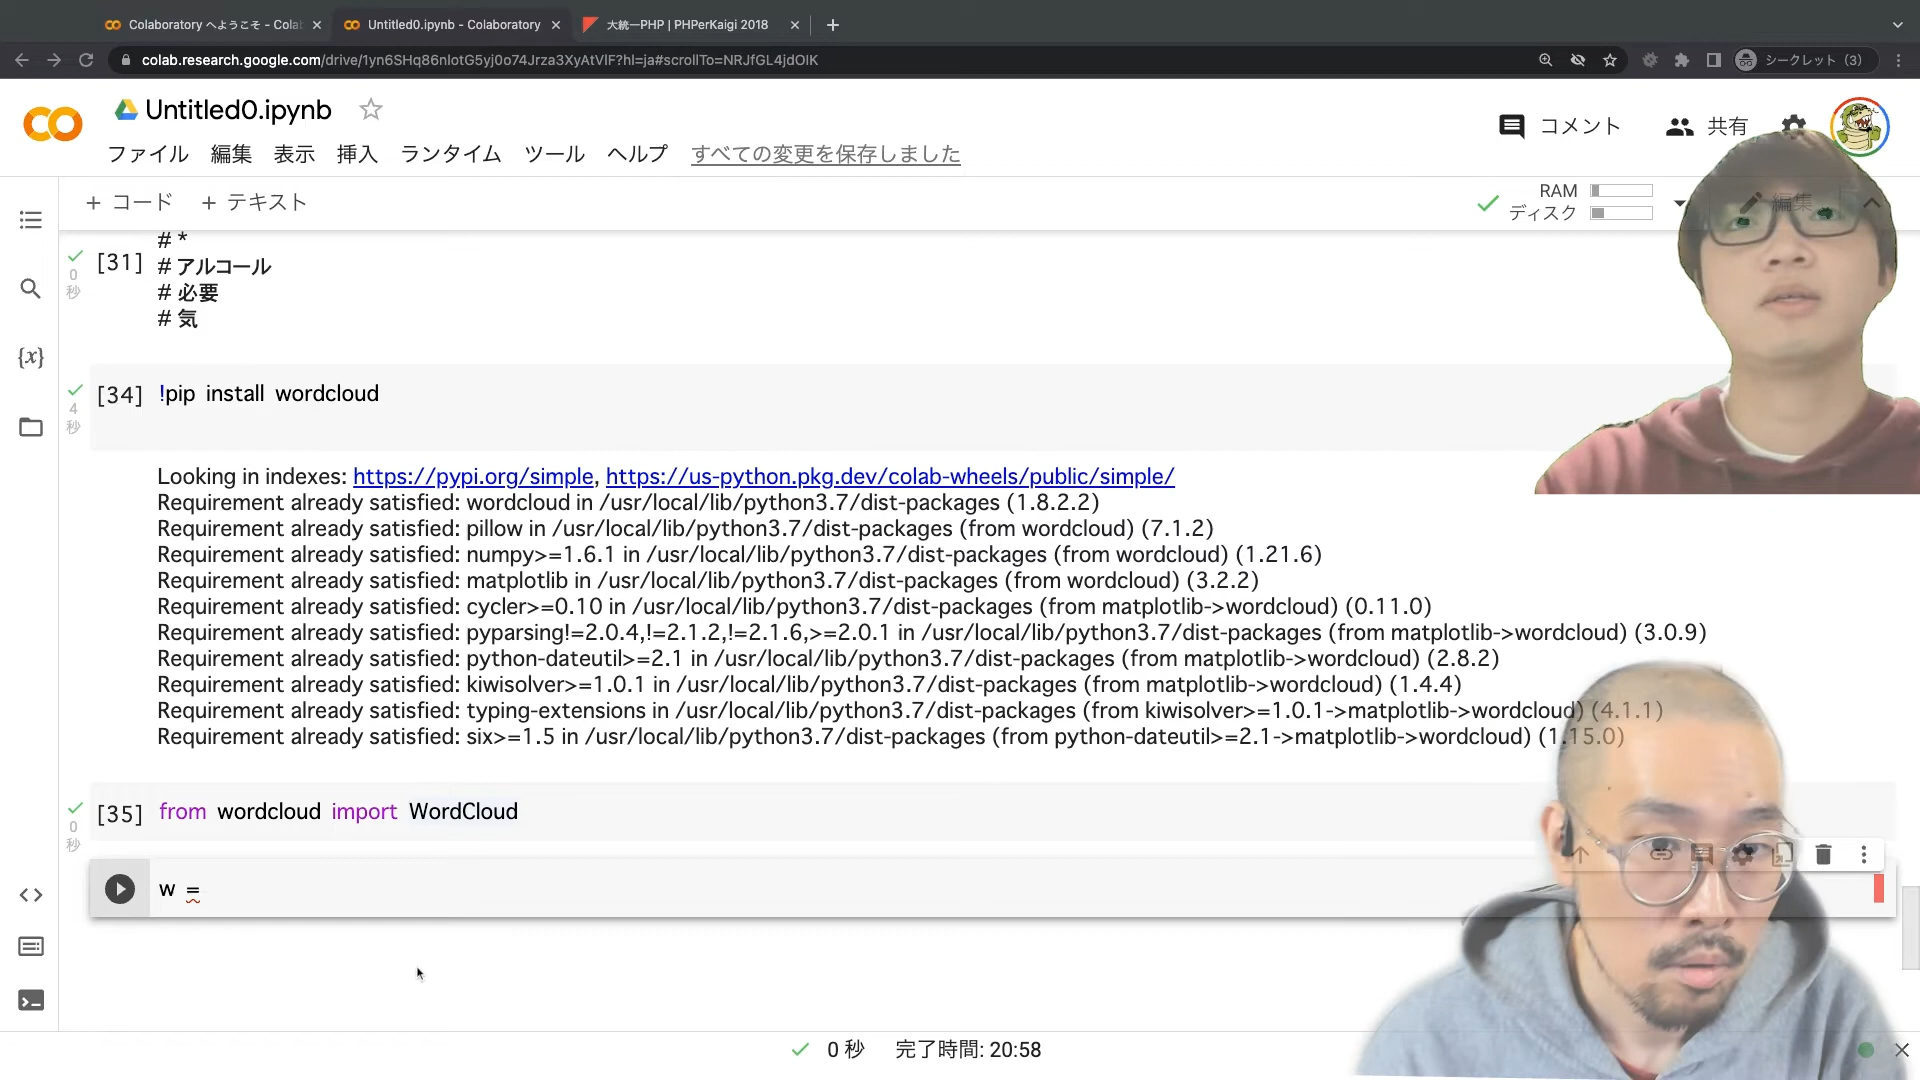 Colaboratory へようこそ - Colab
Untitled0.ipynb - Colaboratory
大統一PHP | PHPerKaigi 2018
colab.research.google.com/drive/1yn6SHq86nlotG5yj0o74Jrza3XyAtVlF?hl=ja#scrollTo=NRJfGL4jdOlK
シークレット (3)
CO
Untitled0.ipynb
コメント
共有
ファイル 編集 表示 挿入 ランタイム ツール ヘルプ すべての変更を保存しました
+ コード + テキスト
RAM
ディスク
編集
# *
[31] # アルコール
0
秒
# 必要
# 気
[34] !pip install wordcloud
4
秒
Looking in indexes: https://pypi.org/simple, https://us-python.pkg.dev/colab-wheels/public/simple/
Requirement already satisfied: wordcloud in /usr/local/lib/python3.7/dist-packages (1.8.2.2)
Requirement already satisfied: pillow in /usr/local/lib/python3.7/dist-packages (from wordcloud) (7.1.2)
Requirement already satisfied: numpy>=1.6.1 in /usr/local/lib/python3.7/dist-packages (from wordcloud) (1.21.6)
Requirement already satisfied: matplotlib in /usr/local/lib/python3.7/dist-packages (from wordcloud) (3.2.2)
Requirement already satisfied: cycler>=0.10 in /usr/local/lib/python3.7/dist-packages (from matplotlib->wordcloud) (0.11.0)
Requirement already satisfied: pyparsing!=2.0.4,!=2.1.2,!=2.1.6,>=2.0.1 in /usr/local/lib/python3.7/dist-packages (from matplotlib->wordcloud) (3.0.9)
Requirement already satisfied: python-dateutil>=2.1 in /usr/local/lib/python3.7/dist-packages (from matplotlib->wordcloud) (2.8.2)
Requirement already satisfied: kiwisolver>=1.0.1 in /usr/local/lib/python3.7/dist-packages (from matplotlib->wordcloud) (1.4.4)
Requirement already satisfied: typing-extensions in /usr/local/lib/python3.7/dist-packages (from kiwisolver>=1.0.1->matplotlib->wordcloud) (4.1.1)
Requirement already satisfied: six>=1.5 in /usr/local/lib/python3.7/dist-packages (from python-dateutil>=2.1->matplotlib->wordcloud) (1.15.0)
[35] from wordcloud import WordCloud
0
秒
w =
0 秒 完了時間: 20:58